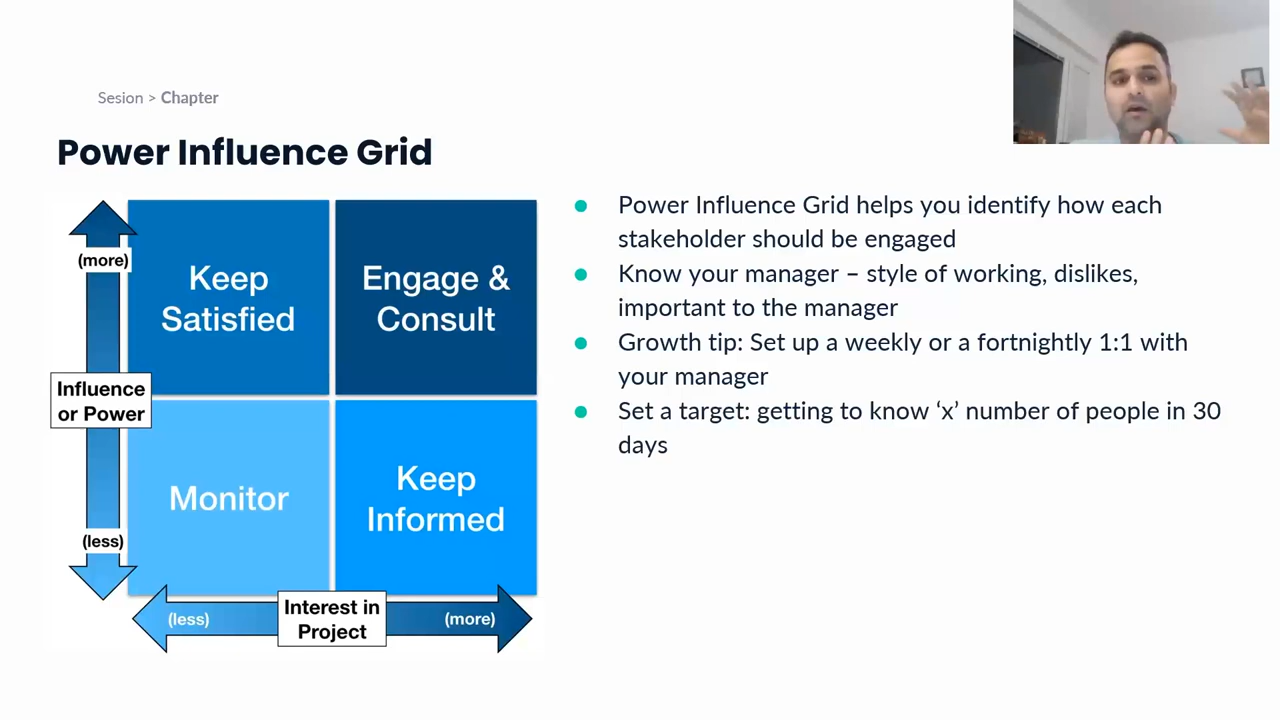 Sesion > Chapter
Power Influence Grid
(more)
Keep
Satisfied
Engage &
Consult
Influence
or Power
Monitor
Keep
Informed
(less)
(less)
Interest in
Project
(more)
● Power Influence Grid helps you identify how each
stakeholder should be engaged
● Know your manager – style of working, dislikes,
important to the manager
● Growth tip: Set up a weekly or a fortnightly 1:1 with
your manager
● Set a target: getting to know ‘x’ number of people in 30
days